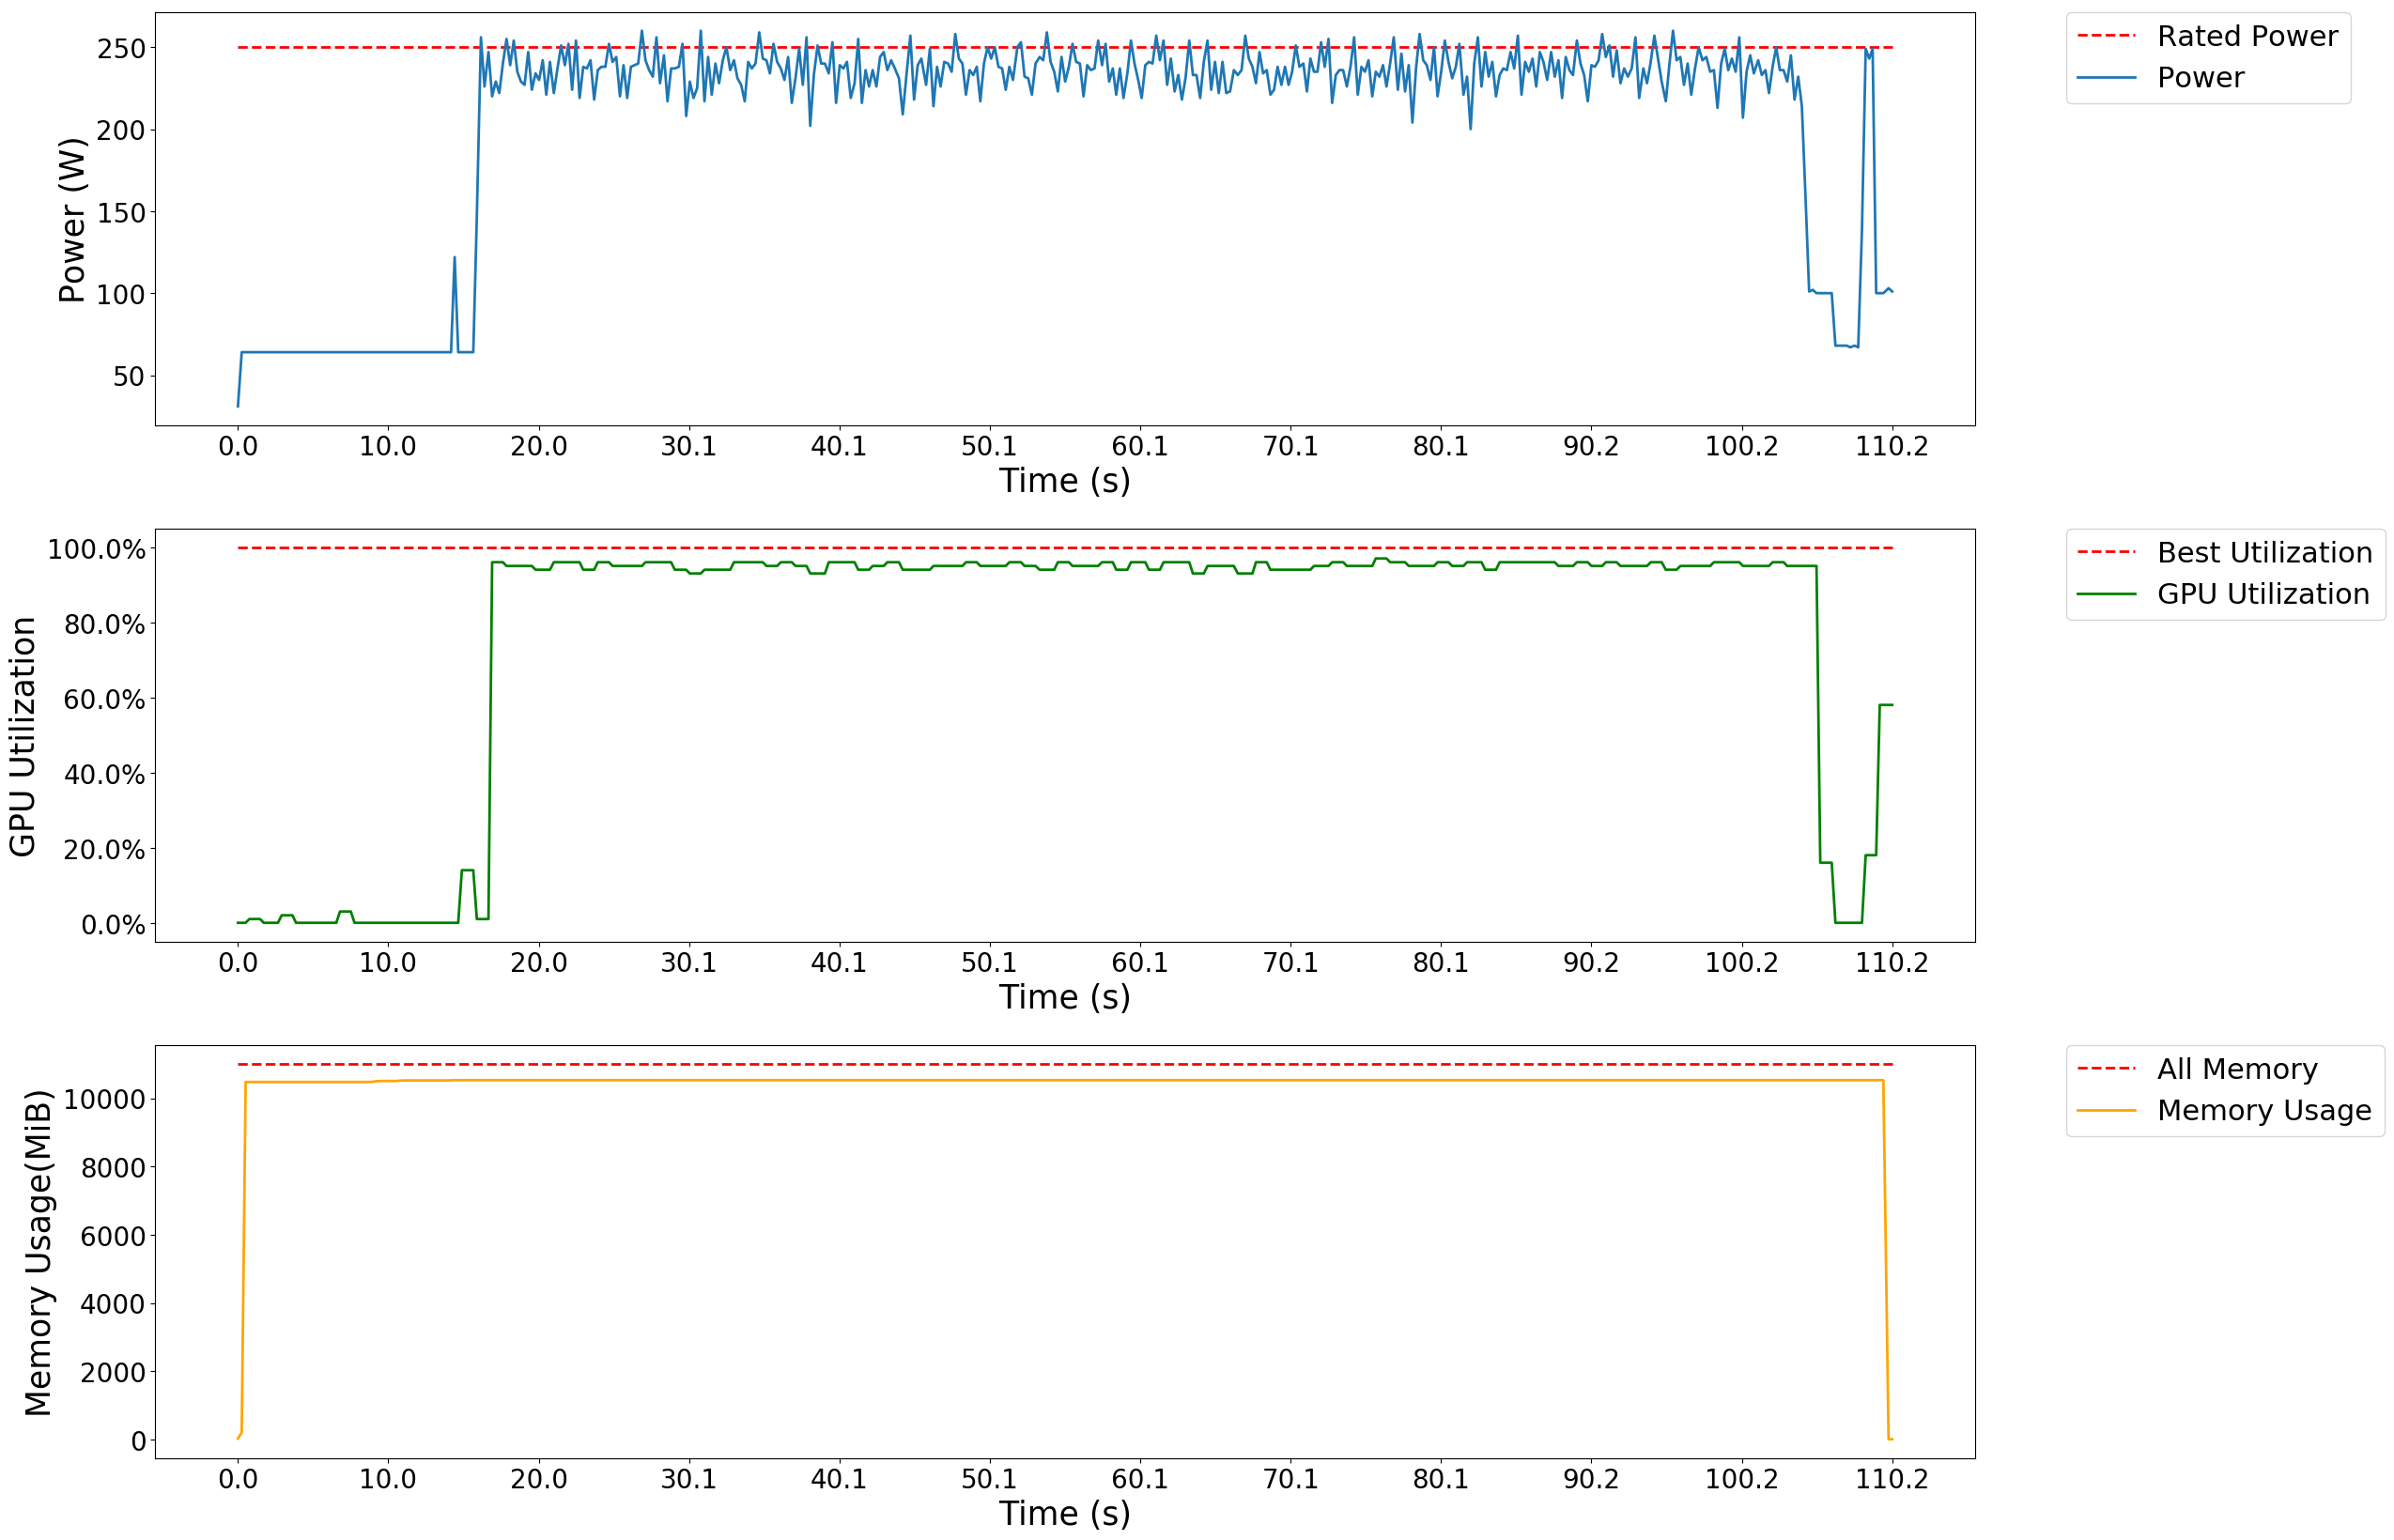 Power (W)
250
200
150
100
50
0.0 10.0 20.0 30.1 40.1 50.1 60.1 70.1 80.1 90.2 100.2 110.2
Time (s)
Rated Power
Power
GPU Utilization
100.0%
80.0%
60.0%
40.0%
20.0%
0.0%
0.0 10.0 20.0 30.1 40.1 50.1 60.1 70.1 80.1 90.2 100.2 110.2
Time (s)
Best Utilization
GPU Utilization
Memory Usage(MiB)
10000
8000
6000
4000
2000
0
0.0 10.0 20.0 30.1 40.1 50.1 60.1 70.1 80.1 90.2 100.2 110.2
Time (s)
All Memory
Memory Usage